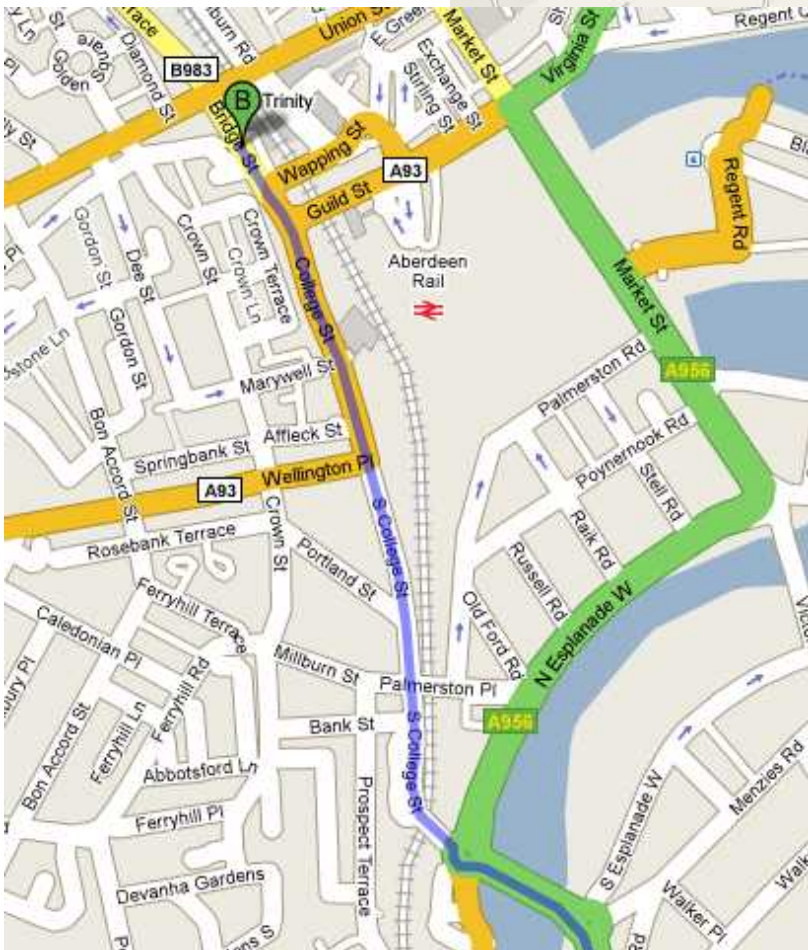 Union St
Market St
Virginia St
B983
Diamond St
Golden Square
E Green
Exchange St
Stirling St
B
Trinity
Bridge St
Wapping St
A93
Guild St
Regent Rd
Gordon St
Dee St
Crown St
Crown Terrace
Crown Ln
College St
Aberdeen
Rail
Market St
Gordon St
Marywell St
Palmerston Rd
A956
Bon Accord St
Affleck St
Springbank St
Wellington Pl
A93
Poynernook Rd
Stell Rd
Raik Rd
Rosebank Terrace
Crown St
S College St
Portland St
Russell Rd
Old Ford Rd
N Esplanade W
Ferryhill Terrace
Caledonian Pl
Millburn St
Palmerston Pl
A956
Ferryhill Rd
Ferryhill Ln
Bon Accord St
Bank St
S College St
Abbotsford Ln
Prospect Terrace
Ferryhill Pl
Menzies Rd
S Esplanade W
Devanha Gardens
Walker Pl